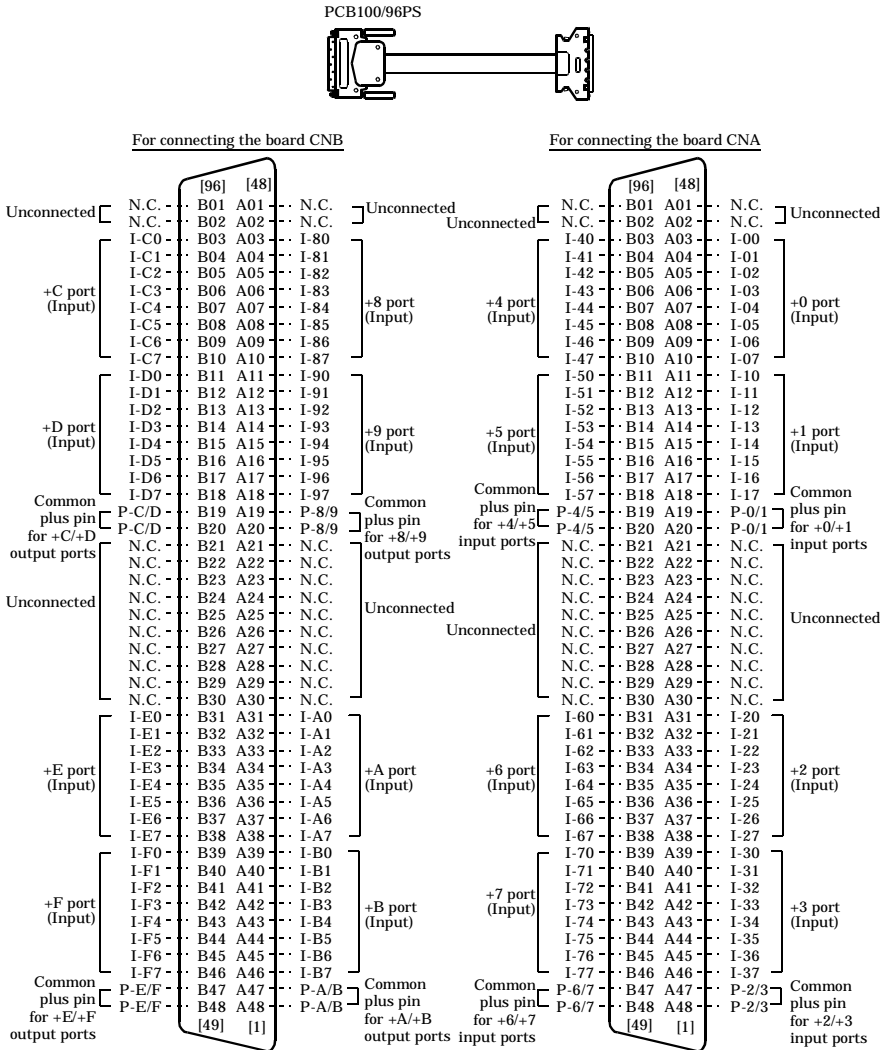 PCB100/96PS
For connecting the board CNB
[96] [48]
N.C. B01 A01 N.C.
N.C. B02 A02 N.C.
I-C0 B03 A03 I-80
I-C1 B04 A04 I-81
I-C2 B05 A05 I-82
I-C3 B06 A06 I-83
I-C4 B07 A07 I-84
I-C5 B08 A08 I-85
I-C6 B09 A09 I-86
I-C7 B10 A10 I-87
I-D0 B11 A11 I-90
I-D1 B12 A12 I-91
I-D2 B13 A13 I-92
I-D3 B14 A14 I-93
I-D4 B15 A15 I-94
I-D5 B16 A16 I-95
I-D6 B17 A17 I-96
I-D7 B18 A18 I-97
P-C/D B19 A19 P-8/9
P-C/D B20 A20 P-8/9
N.C. B21 A21 N.C.
N.C. B22 A22 N.C.
N.C. B23 A23 N.C.
N.C. B24 A24 N.C.
N.C. B25 A25 N.C.
N.C. B26 A26 N.C.
N.C. B27 A27 N.C.
N.C. B28 A28 N.C.
N.C. B29 A29 N.C.
N.C. B30 A30 N.C.
I-E0 B31 A31 I-A0
I-E1 B32 A32 I-A1
I-E2 B33 A33 I-A2
I-E3 B34 A34 I-A3
I-E4 B35 A35 I-A4
I-E5 B36 A36 I-A5
I-E6 B37 A37 I-A6
I-E7 B38 A38 I-A7
I-F0 B39 A39 I-B0
I-F1 B40 A40 I-B1
I-F2 B41 A41 I-B2
I-F3 B42 A42 I-B3
I-F4 B43 A43 I-B4
I-F5 B44 A44 I-B5
I-F6 B45 A45 I-B6
I-F7 B46 A46 I-B7
P-E/F B47 A47 P-A/B
P-E/F B48 A48 P-A/B
[49] [1]
Unconnected
+C port
(Input)
+D port
(Input)
Common
plus pin
for +C/+D
output ports
Unconnected
+E port
(Input)
+F port
(Input)
Common
plus pin
for +E/+F
output ports
Unconnected
+8 port
(Input)
+9 port
(Input)
Common
plus pin
for +8/+9
output ports
Unconnected
+A port
(Input)
+B port
(Input)
Common
plus pin
for +A/+B
output ports
For connecting the board CNA
[96] [48]
N.C. B01 A01 N.C.
N.C. B02 A02 N.C.
I-40 B03 A03 I-00
I-41 B04 A04 I-01
I-42 B05 A05 I-02
I-43 B06 A06 I-03
I-44 B07 A07 I-04
I-45 B08 A08 I-05
I-46 B09 A09 I-06
I-47 B10 A10 I-07
I-50 B11 A11 I-10
I-51 B12 A12 I-11
I-52 B13 A13 I-12
I-53 B14 A14 I-13
I-54 B15 A15 I-14
I-55 B16 A16 I-15
I-56 B17 A17 I-16
I-57 B18 A18 I-17
P-4/5 B19 A19 P-0/1
P-4/5 B20 A20 P-0/1
N.C. B21 A21 N.C.
N.C. B22 A22 N.C.
N.C. B23 A23 N.C.
N.C. B24 A24 N.C.
N.C. B25 A25 N.C.
N.C. B26 A26 N.C.
N.C. B27 A27 N.C.
N.C. B28 A28 N.C.
N.C. B29 A29 N.C.
N.C. B30 A30 N.C.
I-60 B31 A31 I-20
I-61 B32 A32 I-21
I-62 B33 A33 I-22
I-63 B34 A34 I-23
I-64 B35 A35 I-24
I-65 B36 A36 I-25
I-66 B37 A37 I-26
I-67 B38 A38 I-27
I-70 B39 A39 I-30
I-71 B40 A40 I-31
I-72 B41 A41 I-32
I-73 B42 A42 I-33
I-74 B43 A43 I-34
I-75 B44 A44 I-35
I-76 B45 A45 I-36
I-77 B46 A46 I-37
P-6/7 B47 A47 P-2/3
P-6/7 B48 A48 P-2/3
[49] [1]
Unconnected
+4 port
(Input)
+5 port
(Input)
Common
plus pin
for +4/+5
input ports
Unconnected
+6 port
(Input)
+7 port
(Input)
Common
plus pin
for +6/+7
input ports
Unconnected
+0 port
(Input)
+1 port
(Input)
Common
plus pin
for +0/+1
input ports
Unconnected
+2 port
(Input)
+3 port
(Input)
Common
plus pin
for +2/+3
input ports